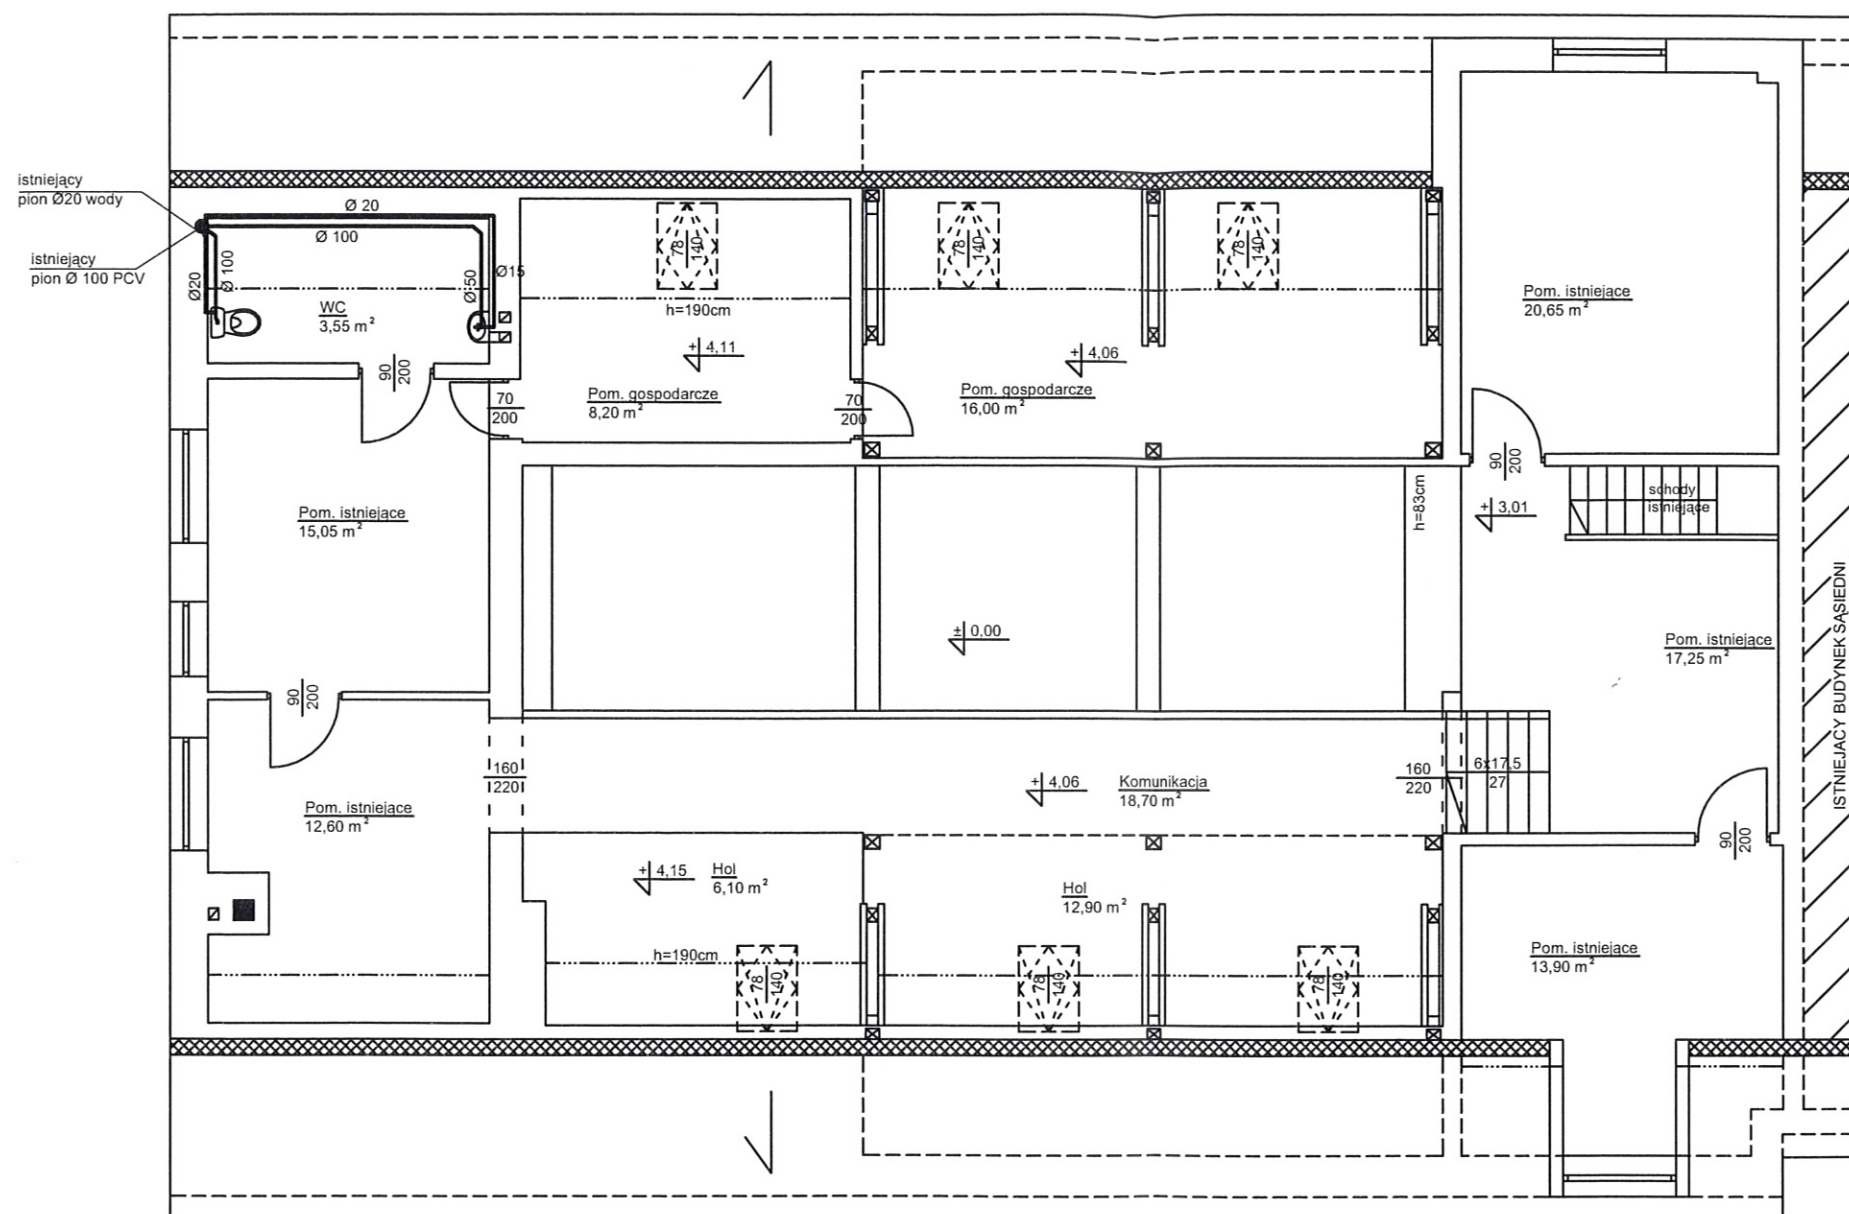 istniejący
pion Ø20 wody
istniejący
pion Ø 100 PCV
Ø 20
Ø 100
Ø20
Ø 100
Ø 50
Ø15
WC
3,55 m²
90
200
70
200
78
140
h=190cm
+ 4,11
Pom. gospodarcze
8,20 m²
70
200
78
140
78
140
+ 4,06
Pom. gospodarcze
16,00 m²
Pom. istniejące
20,65 m²
90
200
schody
istniejące
+ 3,01
h=83cm
Pom. istniejące
15,05 m²
± 0.00
Pom. istniejące
17,25 m²
ISTNIEJACY BUDYNEK SĄSIEDNI
90
200
160
220
+ 4,06
Komunikacja
18,70 m²
160
220
6x17,5
27
Pom. istniejące
12,60 m²
90
200
+ 4,15
Hol
6,10 m²
Hol
12,90 m²
h=190cm
78
140
78
140
78
140
Pom. istniejące
13,90 m²